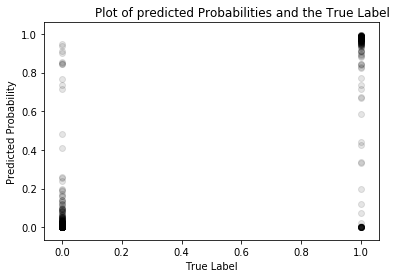 Plot of predicted Probabilities and the True Label
1.0
0.8
0.6
0.4
0.2
0.0
Predicted Probability
0.0 0.2 0.4 0.6 0.8 1.0
True Label